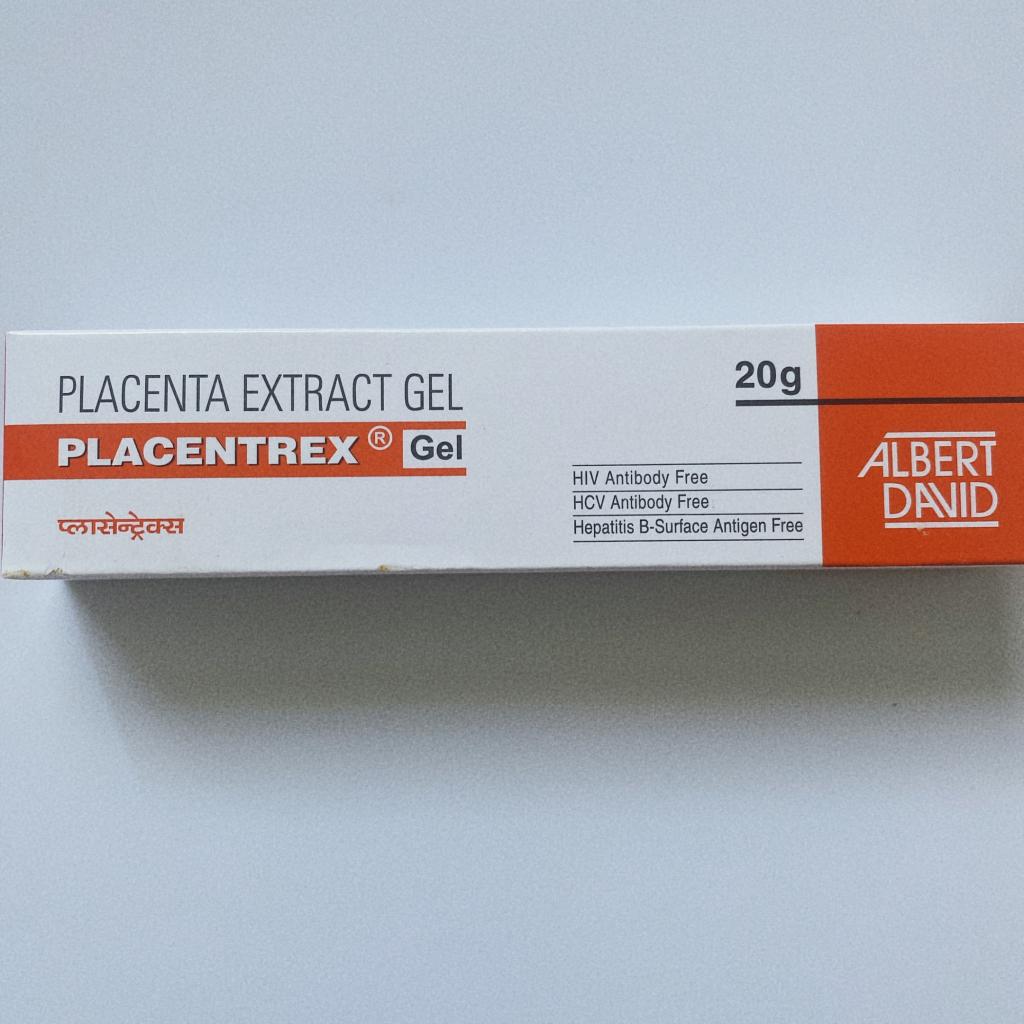 PLACENTA EXTRACT GEL
PLACENTREX ® Gel
प्लासेन्ट्रेक्स
20g
HIV Antibody Free
HCV Antibody Free
Hepatitis B-Surface Antigen Free
ALBERT
DAVID